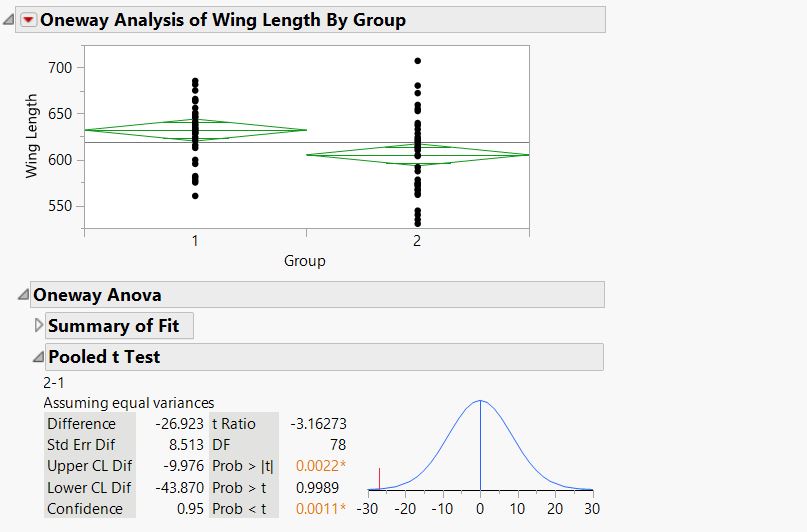 Oneway Analysis of Wing Length By Group
700
650
600
550
Wing Length
1 2
Group
Oneway Anova
Summary of Fit
Pooled t Test
2-1
Assuming equal variances
Difference -26.923 t Ratio -3.16273
Std Err Dif 8.513 DF 78
Upper CL Dif -9.976 Prob > |t| 0.0022*
Lower CL Dif -43.870 Prob > t 0.9989
Confidence 0.95 Prob < t 0.0011*
-30 -20 -10 0 10 20 30